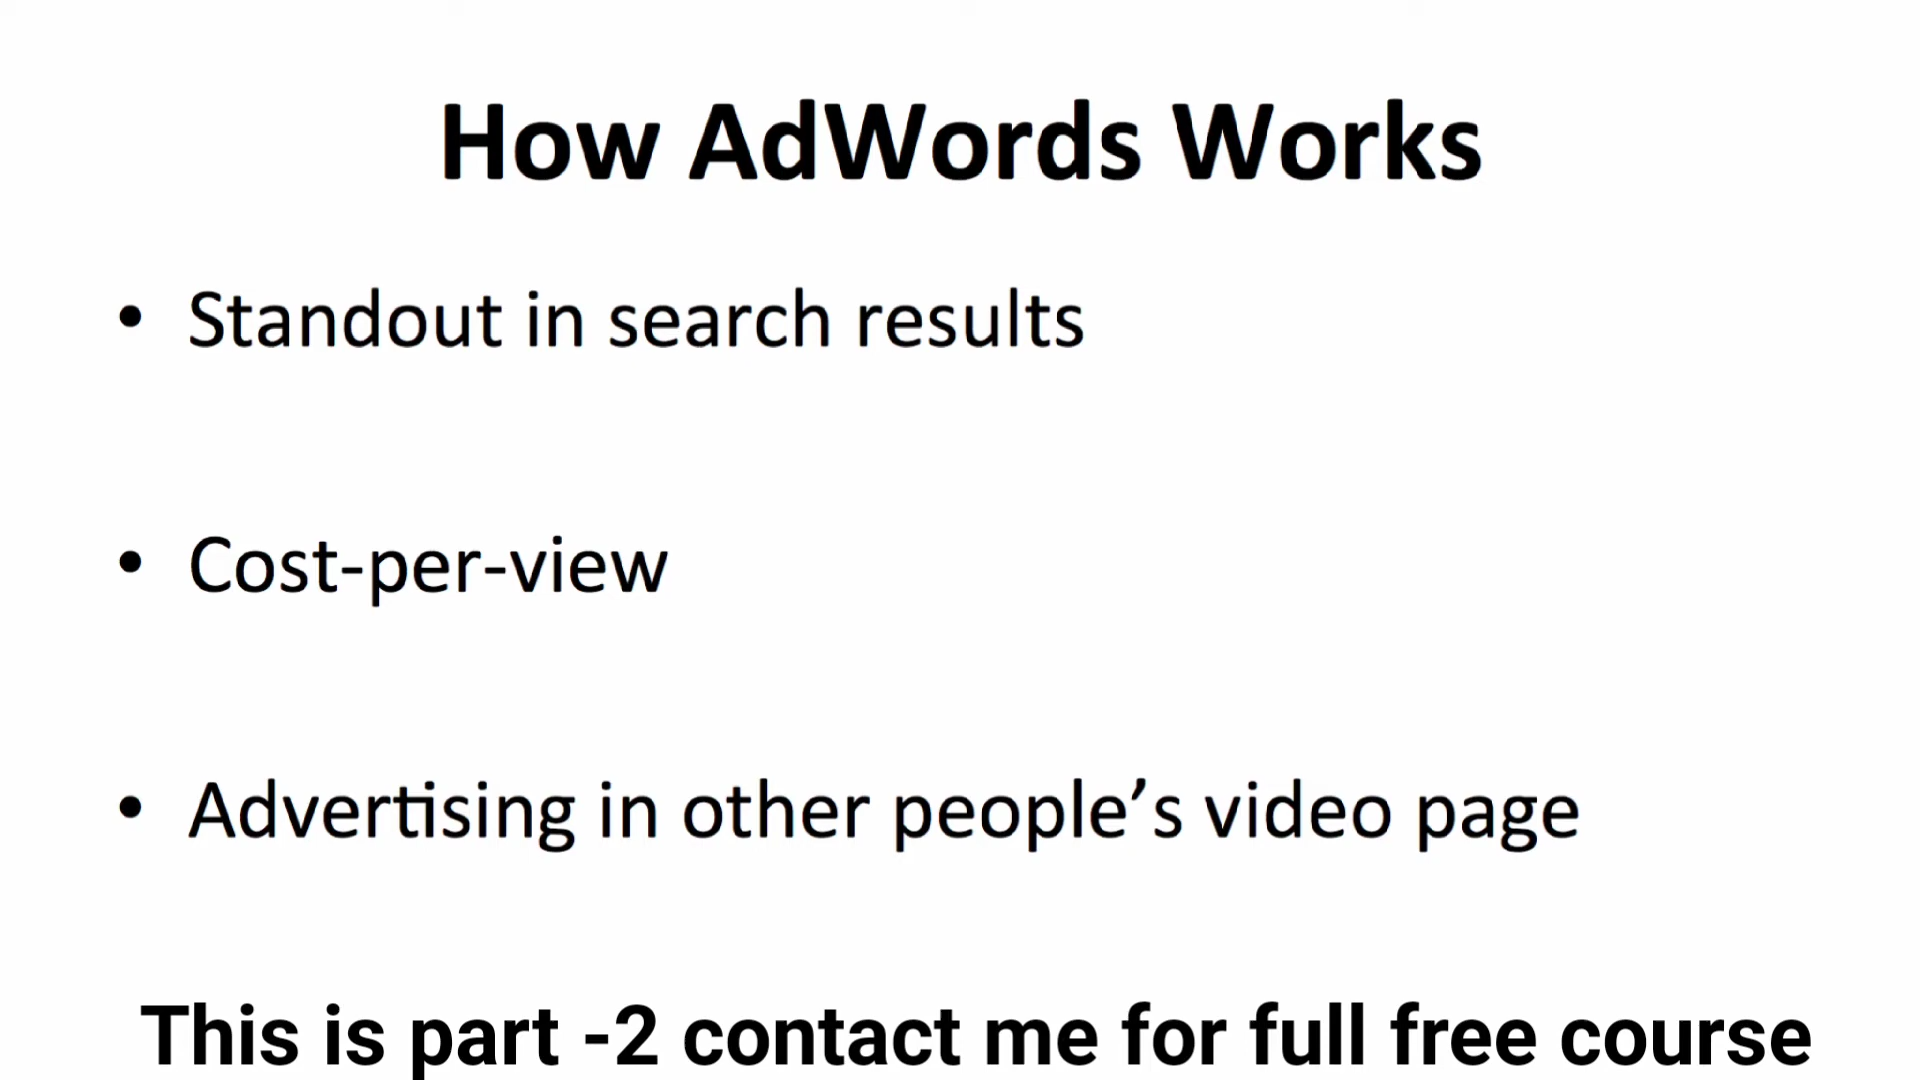 How AdWords Works
• Standout in search results
• Cost-per-view
• Advertising in other people’s video page
This is part -2 contact me for full free course